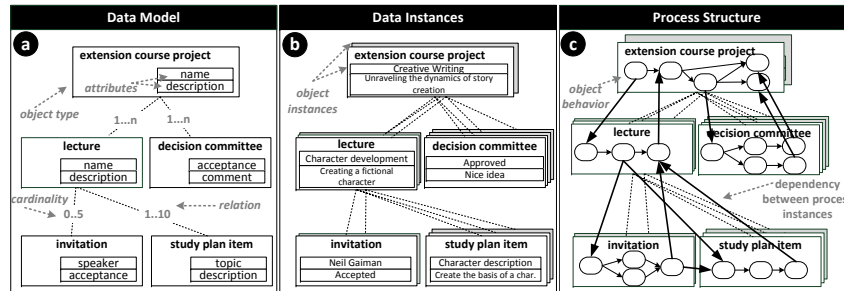 Data Model
a
extension course project
name
description
attributes
object type
1...n
1...n
lecture
name
description
decision committee
acceptance
comment
cardinality
0..5
1..10
relation
invitation
speaker
acceptance
study plan item
topic
description
Data Instances
b
extension course project
Creative Writing
Unraveling the dynamics of story
creation
object
instances
lecture
Character development
Creating a fictional
character
decision committee
Approved
Nice idea
invitation
Neil Gaiman
Accepted
study plan item
Character description
Create the basis of a char.
Process Structure
c
extension course project
object
behavior
lecture
decision committee
dependency
between proces
instances
invitation
study plan item